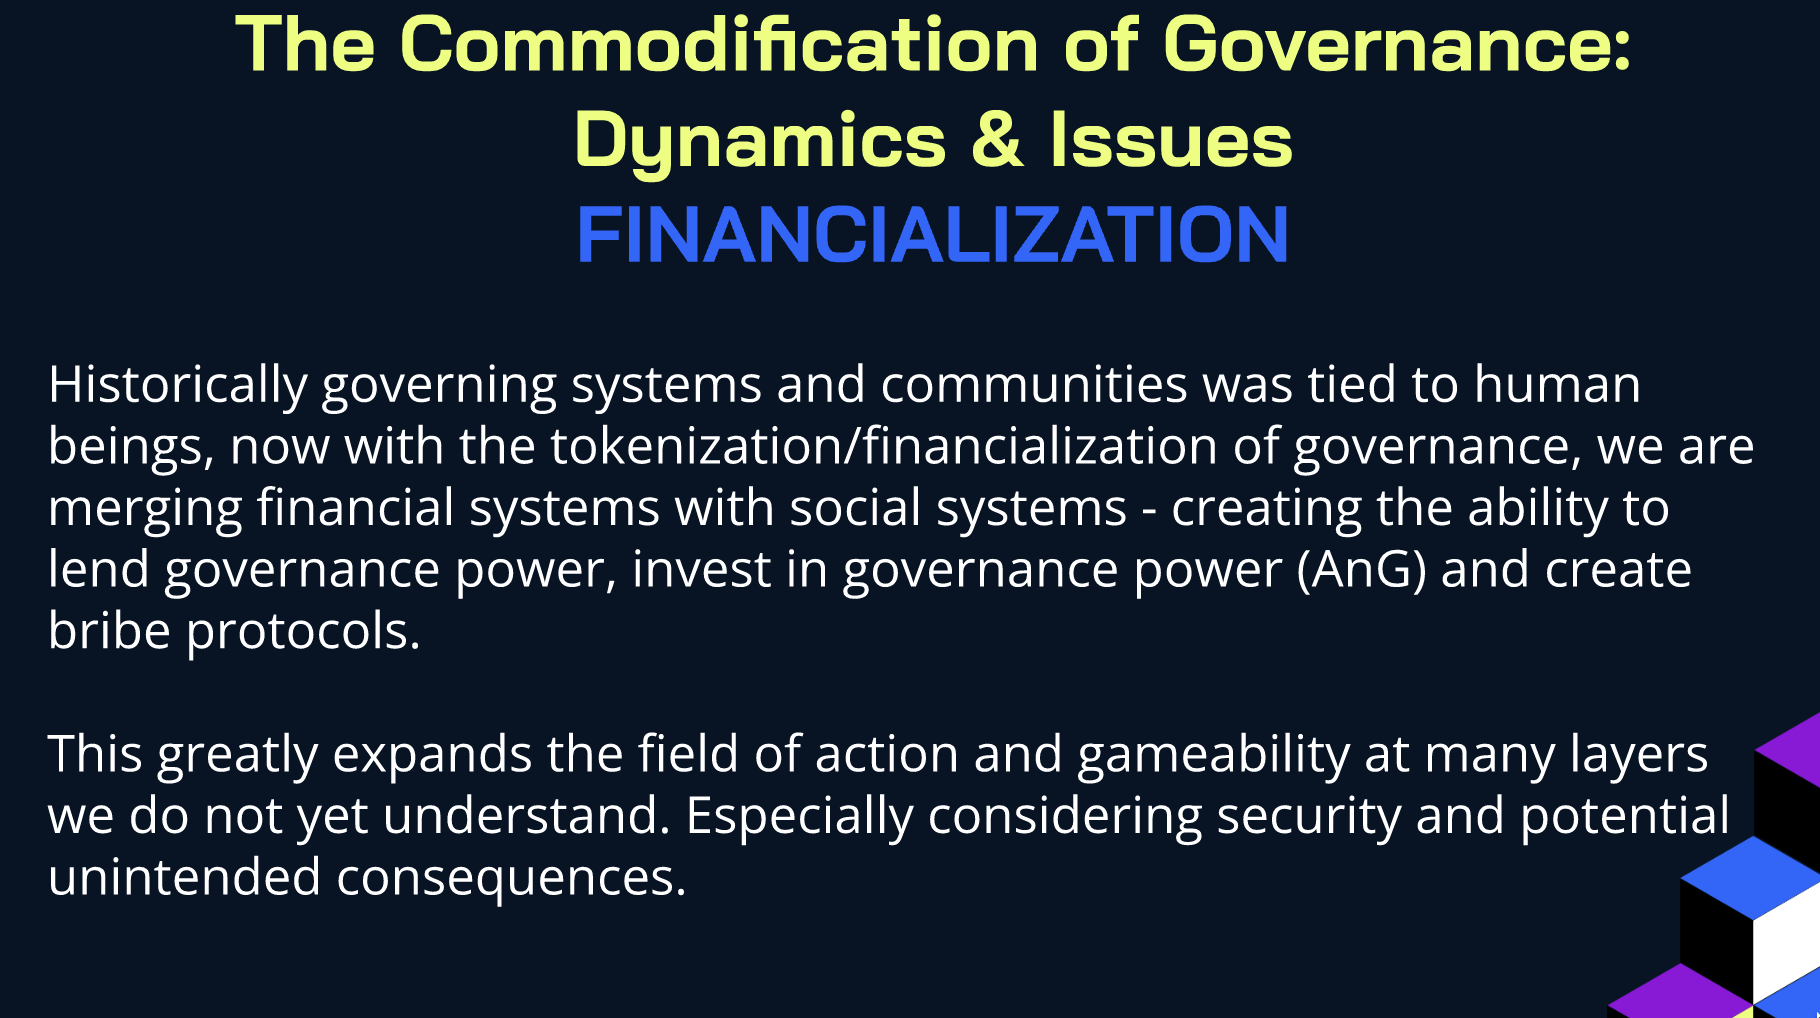 The Commodification of Governance:
Dynamics & Issues
FINANCIALIZATION
Historically governing systems and communities was tied to human
beings, now with the tokenization/financialization of governance, we are
merging financial systems with social systems - creating the ability to
lend governance power, invest in governance power (AnG) and create
bribe protocols.
This greatly expands the field of action and gameability at many layers
we do not yet understand. Especially considering security and potential
unintended consequences.